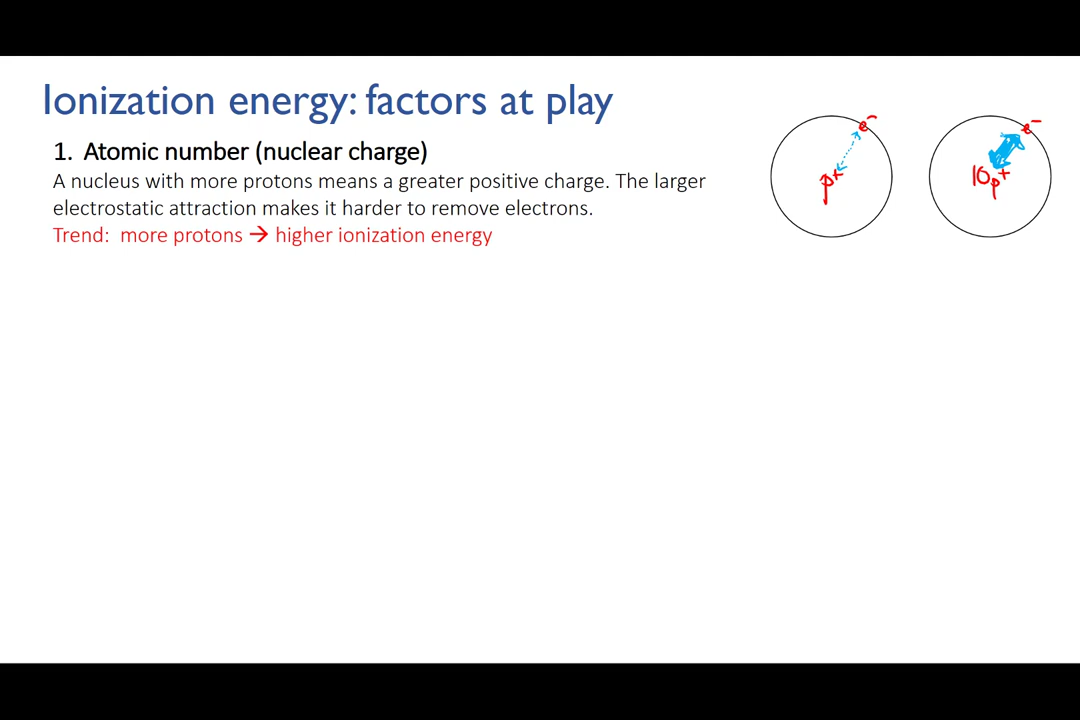 Ionization energy: factors at play
1. Atomic number (nuclear charge)
A nucleus with more protons means a greater positive charge. The larger
electrostatic attraction makes it harder to remove electrons.
Trend: more protons → higher ionization energy
e⁻
p⁺
e⁻
10p⁺